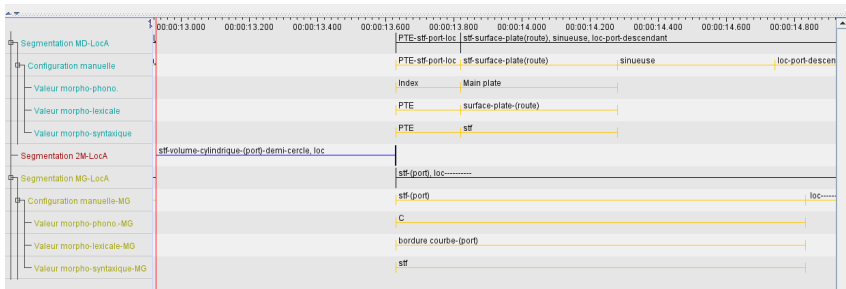 00:00:13.000 00:00:13.200 00:00:13.400 00:00:13.600 00:00:13.800 00:00:14.000 00:00:14.200 00:00:14.400 00:00:14.600 00:00:14.800
Segmentation MD-LocA PTE-stf-port-loc stf-surface-plate(route), sinueuse, loc-port-descendant
Configuration manuelle PTE-stf-port-loc stf-surface-plate(route) sinueuse loc-port-descen
Valeur morpho-phono. Index Main plate
Valeur morpho-lexicale PTE surface-plate-(route)
Valeur morpho-syntaxique PTE stf
Segmentation 2M-LocA stf-volume-cylindrique-(port)-demi-cercle, loc
Segmentation MG-LocA stf-(port), loc----------
Configuration manuelle-MG stf-(port) loc------
Valeur morpho-phono -MG C
Valeur morpho-lexicale-MG bordure courbe-(port)
Valeur morpho-syntaxique-MG stf